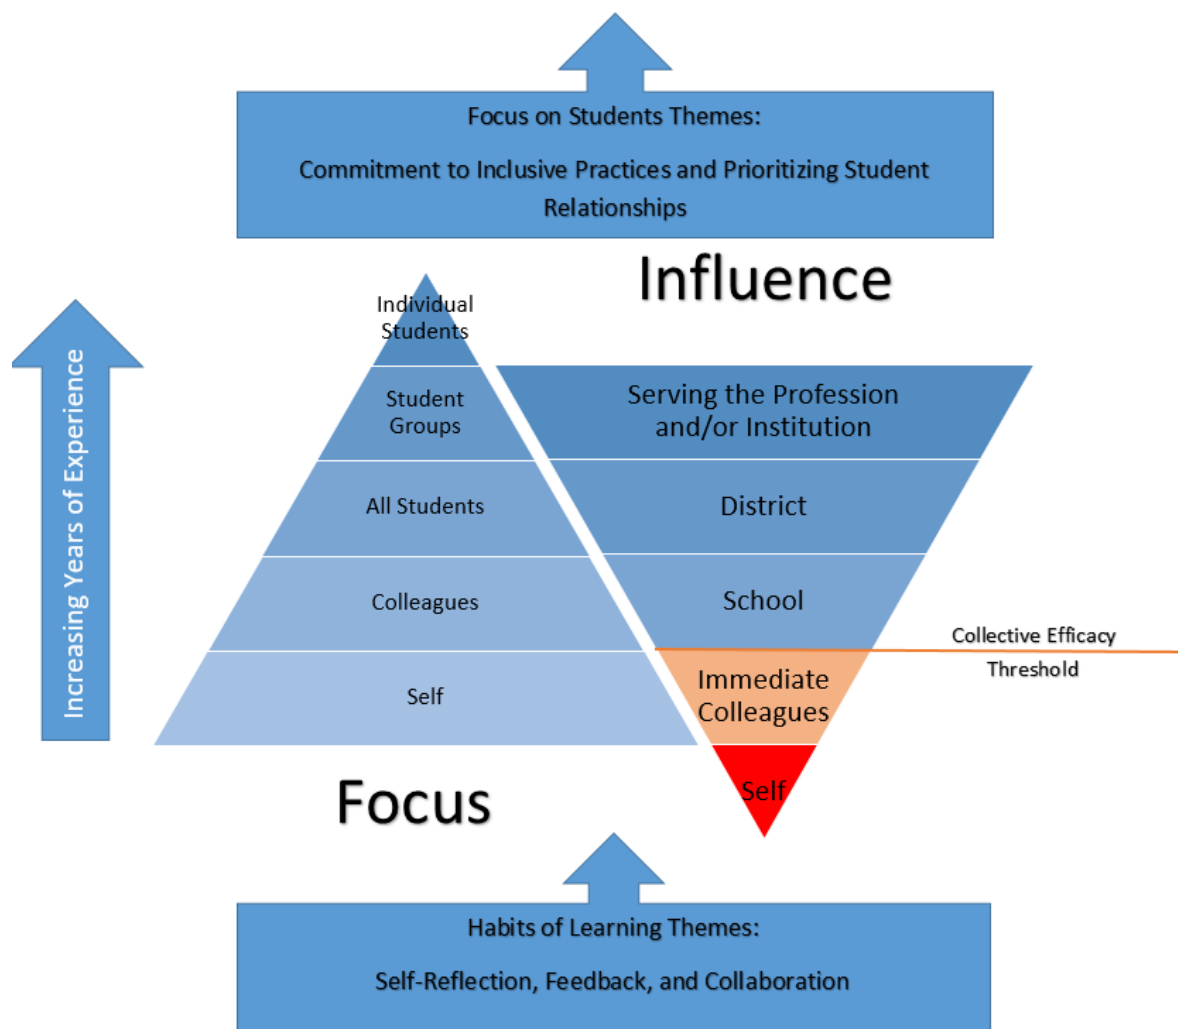 Focus on Students Themes:
Commitment to Inclusive Practices and Prioritizing Student
Relationships
Influence
Increasing Years of Experience
Individual
Students
Student
Groups
All Students
Colleagues
Self
Focus
Serving the Profession
and/or Institution
District
School
Immediate
Colleagues
Self
Collective Efficacy
Threshold
Habits of Learning Themes:
Self-Reflection, Feedback, and Collaboration